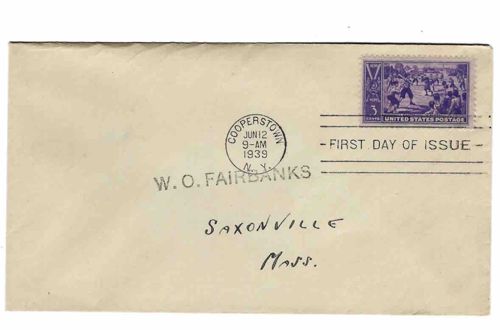 3
CENTS
UNITED STATES POSTAGE
COOPERSTOWN
JUN 12
9-AM
1939
N.Y.
FIRST DAY OF ISSUE
W. O. FAIRBANKS
SAXONVILLE
MASS.